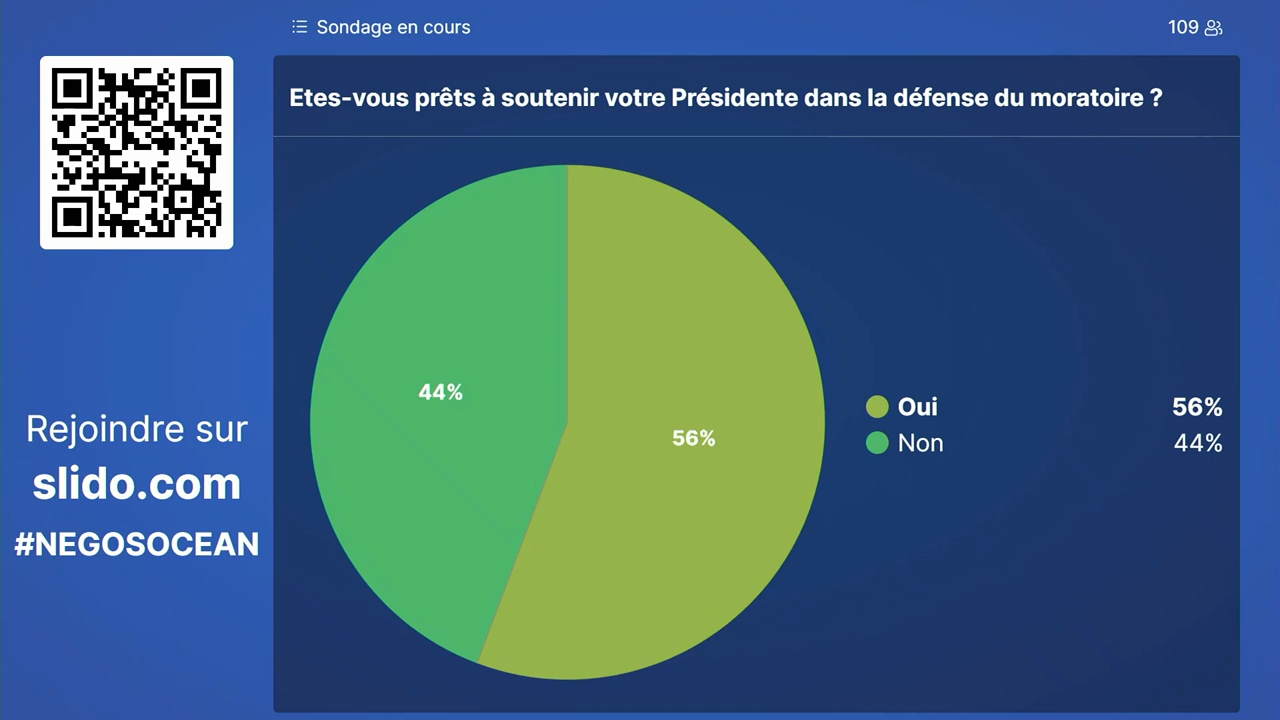 Sondage en cours
109
Etes-vous prêts à soutenir votre Présidente dans la défense du moratoire ?
44%
56%
Oui 56%
Non 44%
Rejoindre sur
slido.com
#NEGOSOCEAN